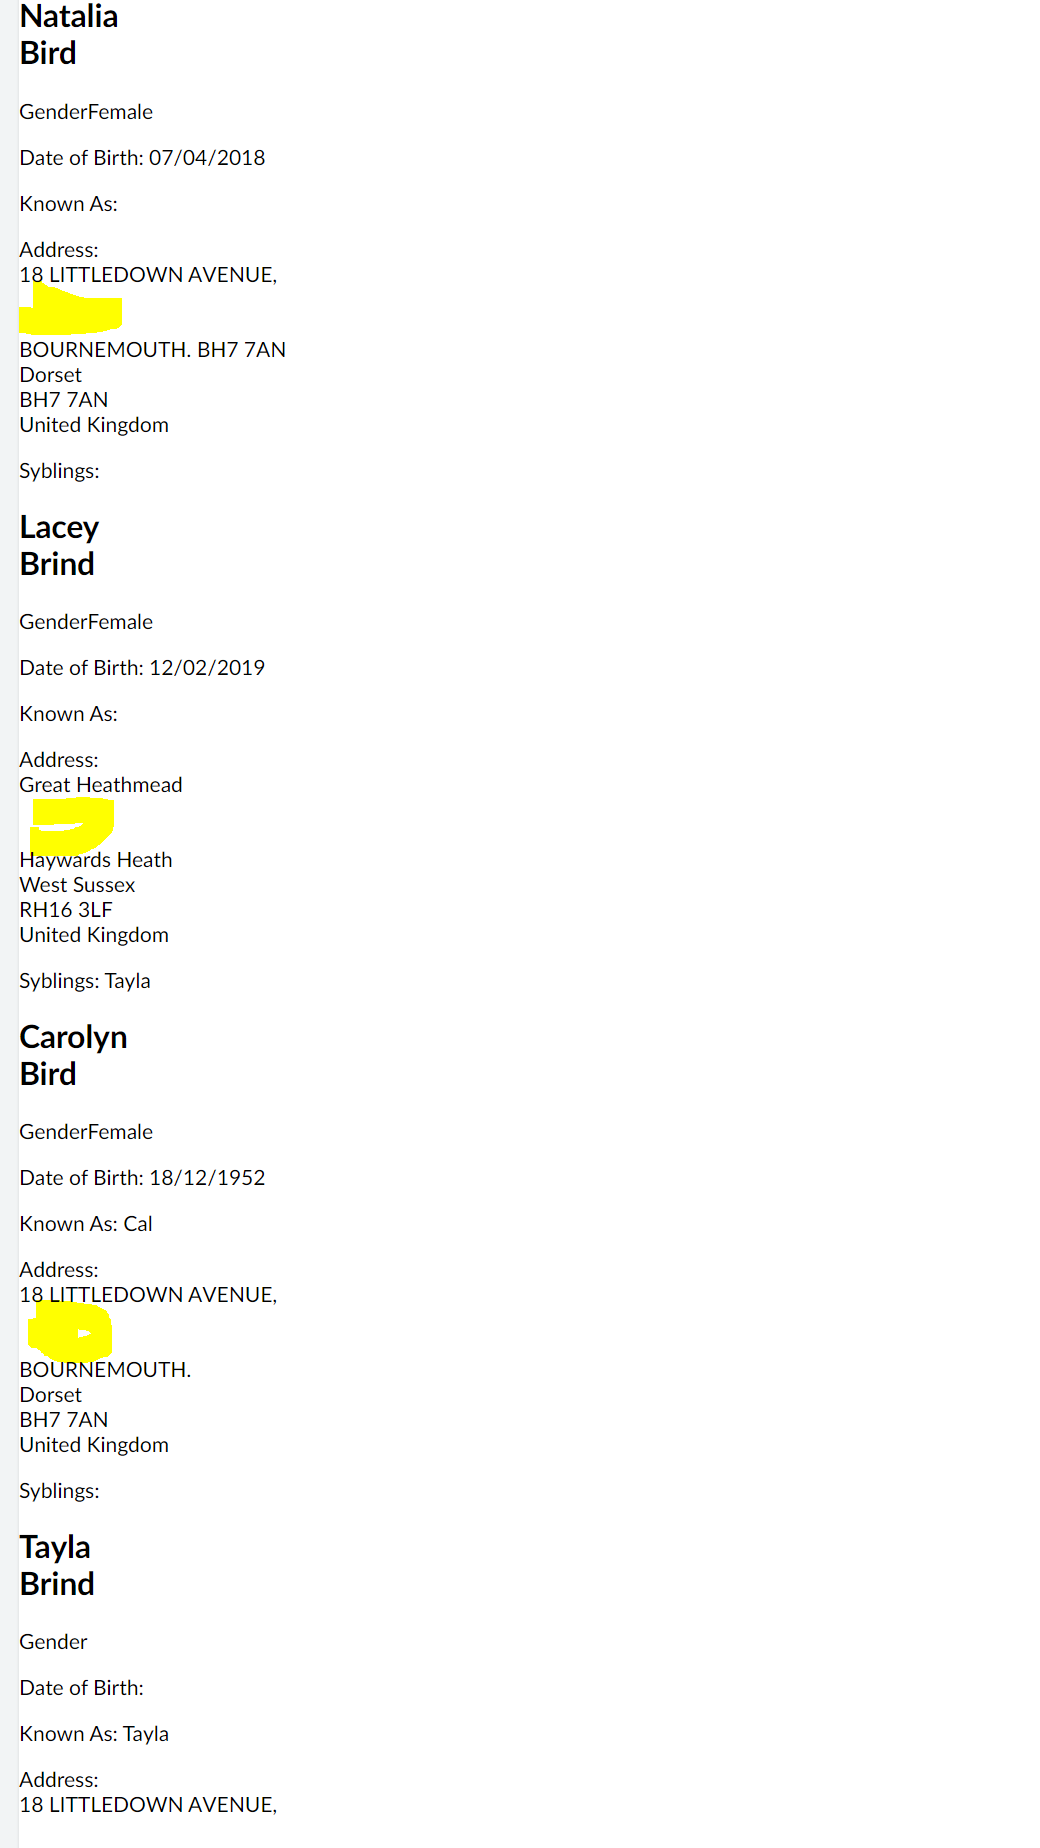 Natalia
Bird
GenderFemale
Date of Birth: 07/04/2018
Known As:
Address:
18 LITTLEDOWN AVENUE,
BOURNEMOUTH. BH7 7AN
Dorset
BH7 7AN
United Kingdom
Syblings:
Lacey
Brind
GenderFemale
Date of Birth: 12/02/2019
Known As:
Address:
Great Heathmead
Haywards Heath
West Sussex
RH16 3LF
United Kingdom
Syblings: Tayla
Carolyn
Bird
GenderFemale
Date of Birth: 18/12/1952
Known As: Cal
Address:
18 LITTLEDOWN AVENUE,
BOURNEMOUTH.
Dorset
BH7 7AN
United Kingdom
Syblings:
Tayla
Brind
Gender
Date of Birth:
Known As: Tayla
Address:
18 LITTLEDOWN AVENUE,